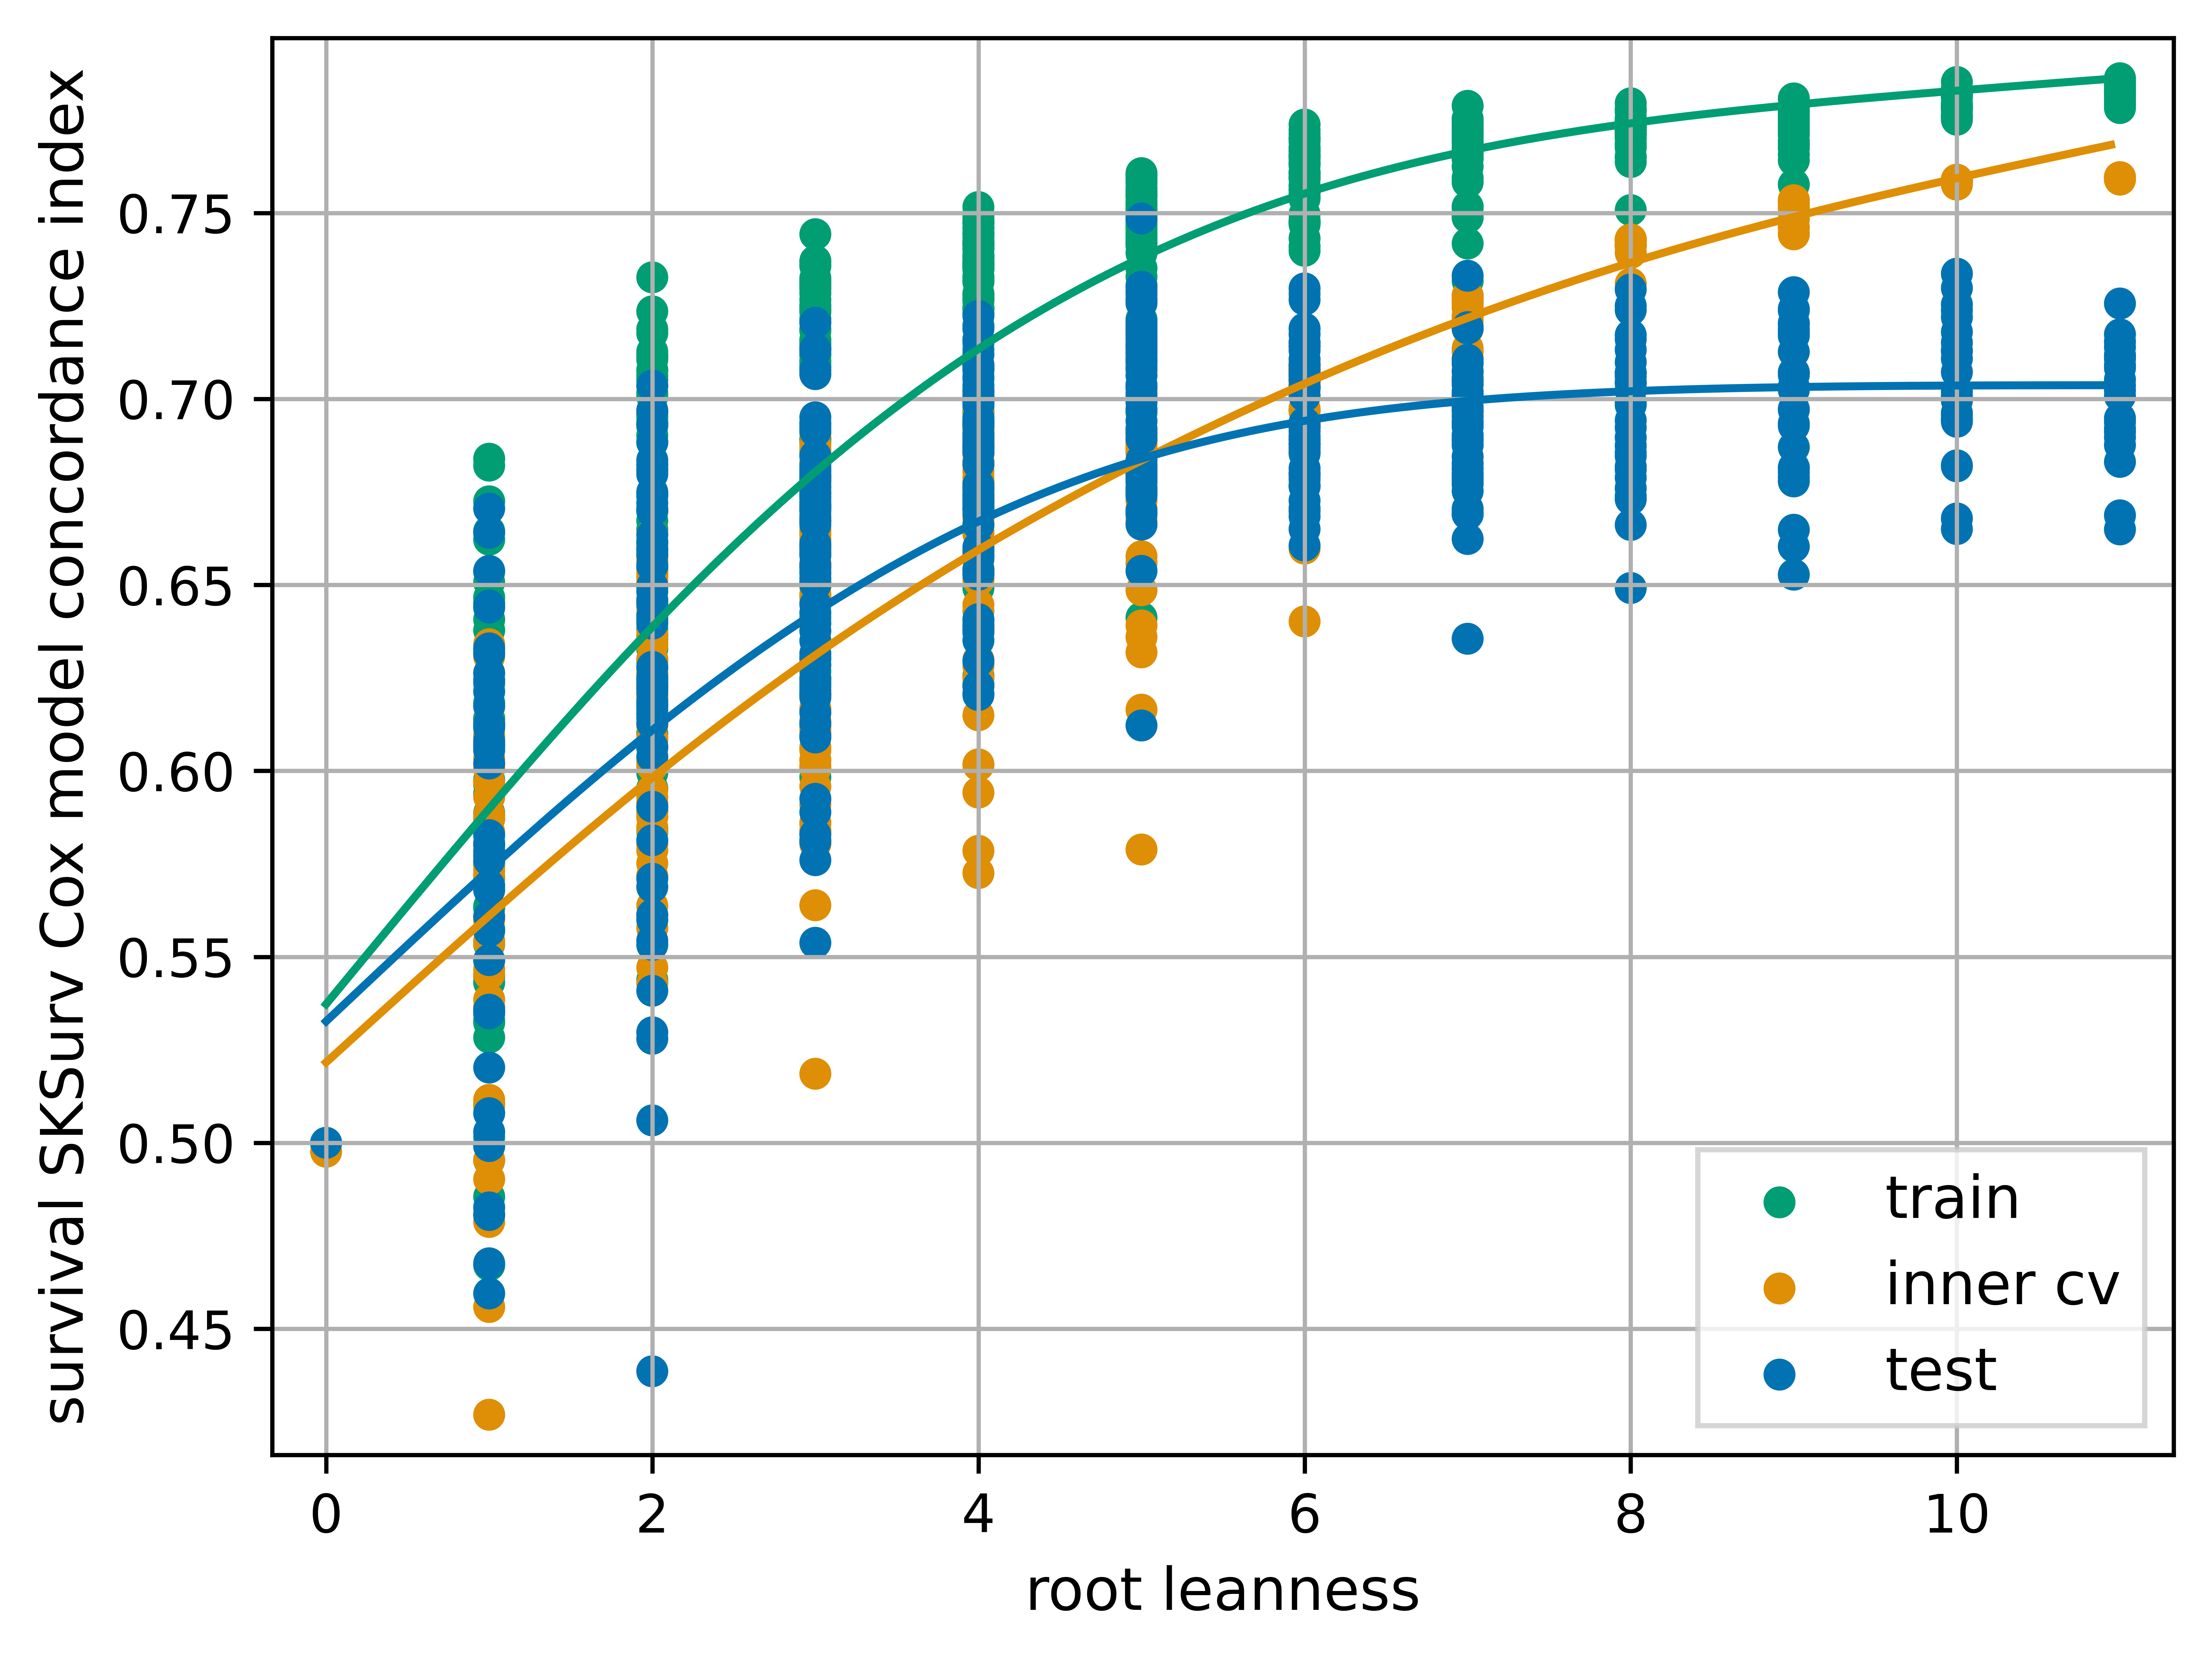 survival SKSurv Cox model concordance index
0.75
0.70
0.65
0.60
0.55
0.50
0.45
0 2 4 6 8 10
root leanness
train
inner cv
test